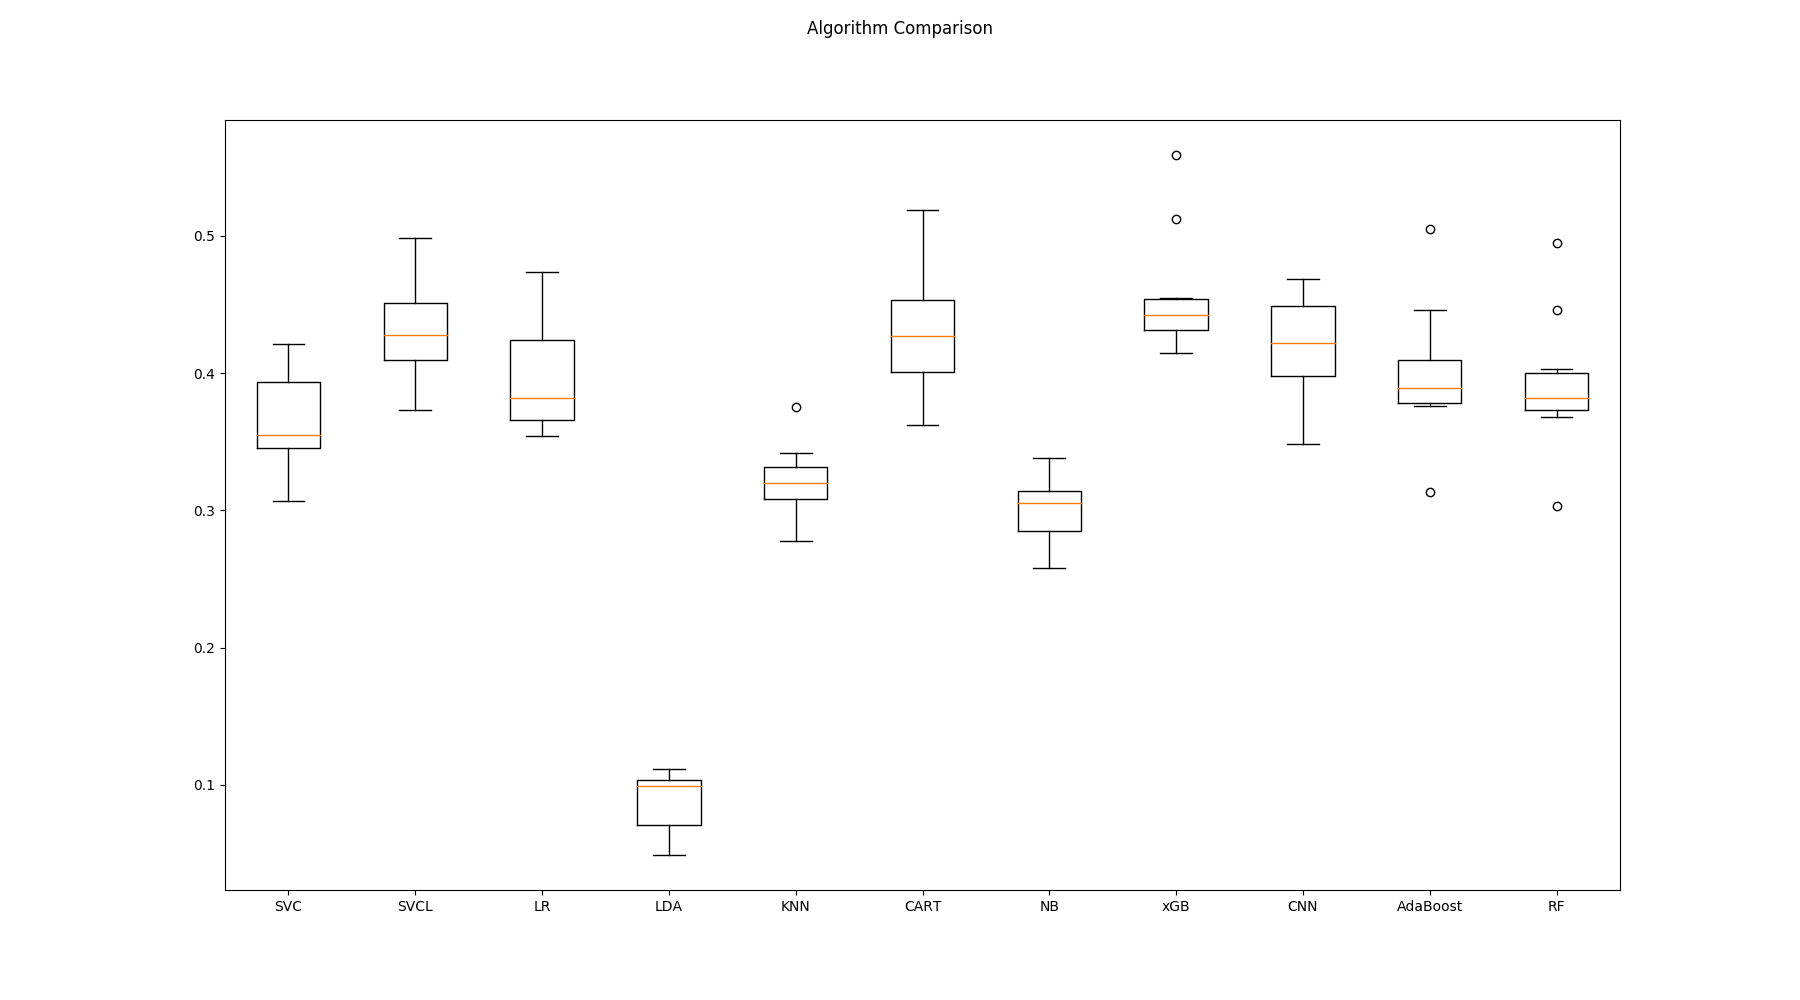 Algorithm Comparison
0.5
0.4
0.3
0.2
0.1
SVC SVCL LR LDA KNN CART NB xGB CNN AdaBoost RF